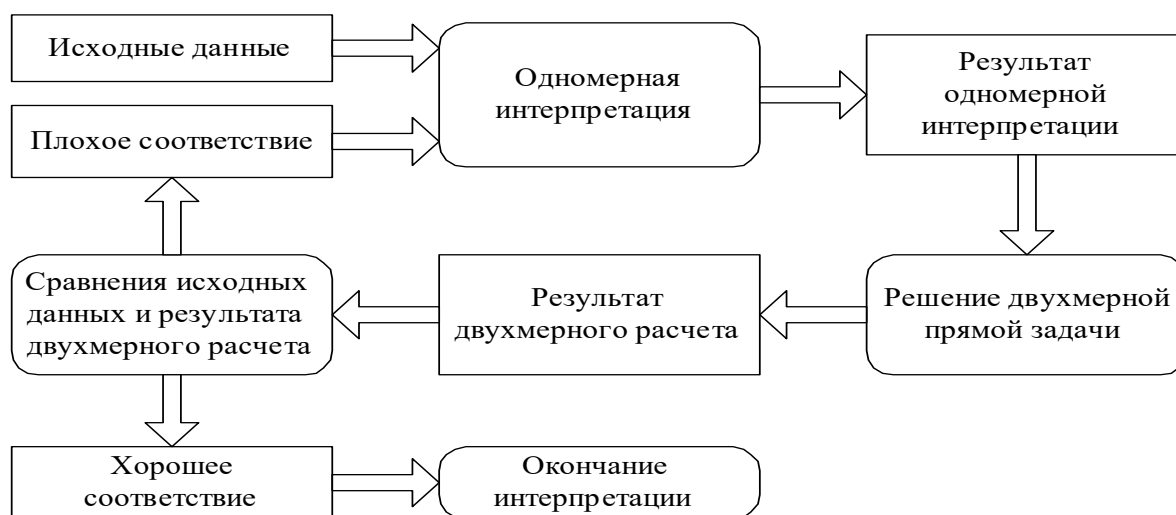 Исходные данные
Одномерная
интерпретация
Результат
одномерной
интерпретации
Плохое соответствие
Сравнения исходных
данных и результата
двухмерного расчета
Результат
двухмерного расчета
Решение двухмерной
прямой задачи
Хорошее
соответствие
Окончание
интерпретации